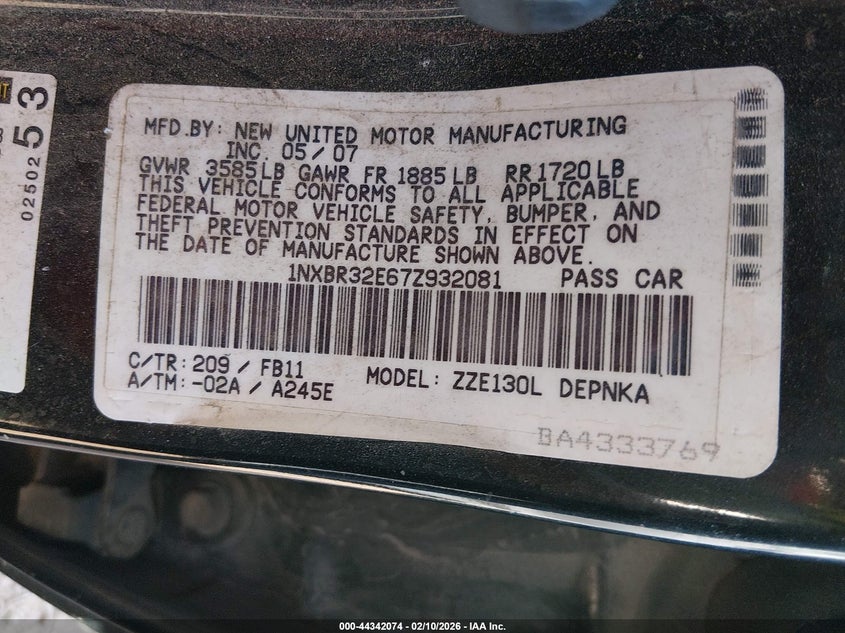 MFD.BY: NEW UNITED MOTOR MANUFACTURING
INC. 05/07
GVWR 3585LB GAWR FR 1885LB RR1720LB
THIS VEHICLE CONFORMS TO ALL APPLICABLE
FEDERAL MOTOR VEHICLE SAFETY, BUMPER, AND
THEFT PREVENTION STANDARDS IN EFFECT ON
THE DATE OF MANUFACTURE SHOWN ABOVE.
1NXBR32E67Z932081 PASS CAR
C/TR: 209 / FB11
A/TM: -02A / A245E
MODEL: ZZE130L DEPNKA
BA4333769
02502
53
000-44342074 - 02/10/2026 - IAA Inc.